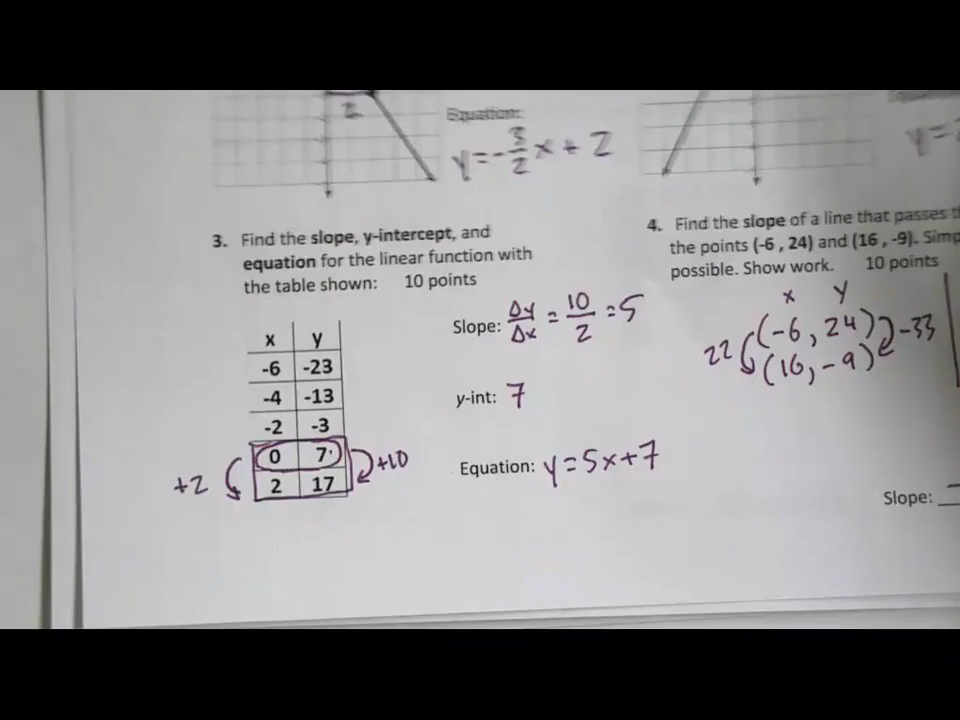 2
Equation:
y=-3/2x+2
y=
3. Find the slope, y-intercept, and
equation for the linear function with
the table shown: 10 points
x y
-6 -23
-4 -13
-2 -3
0 7
2 17
+2
+10
Slope: Δy/Δx = 10/2 = 5
y-int: 7
Equation: y=5x+7
4. Find the slope of a line that passes
the points (-6 , 24) and (16 , -9).
possible. Show work. 10 points
x y
(-6, 24)
(16, -9)
22
-33
Slope: